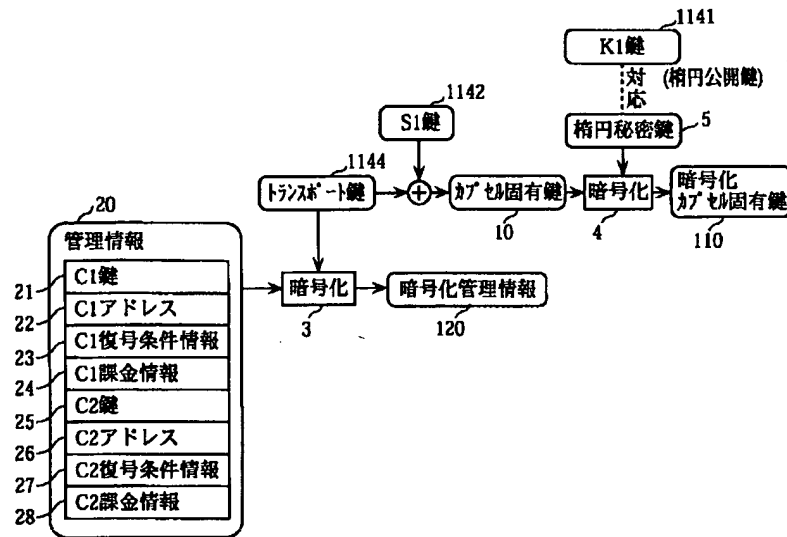 1141
K1鍵
対応
(楕円公開鍵)
1142
S1鍵
楕円秘密鍵
5
1144
トランスポート鍵
カプセル固有鍵
10
暗号化
4
暗号化
カプセル固有鍵
110
20
管理情報
21
C1鍵
22
C1アドレス
23
C1復号条件情報
24
C1課金情報
25
C2鍵
26
C2アドレス
27
C2復号条件情報
28
C2課金情報
暗号化
3
暗号化管理情報
120